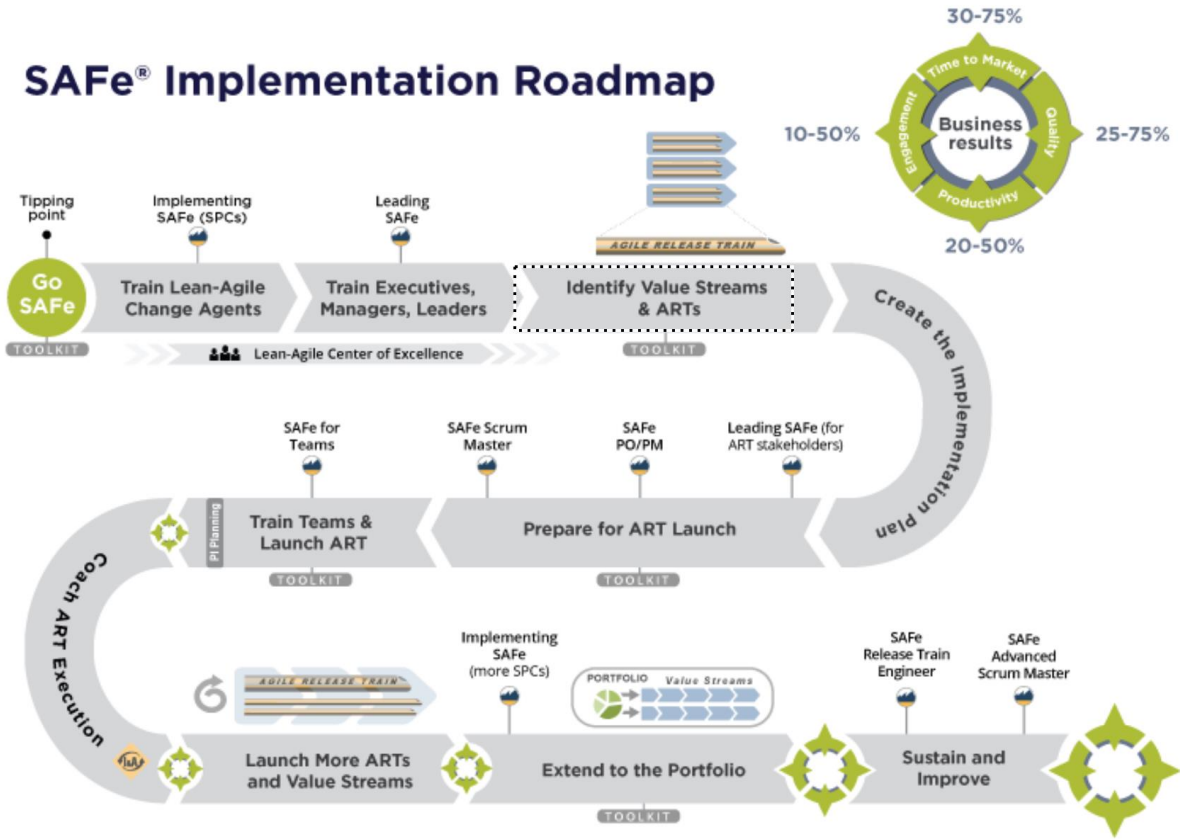 SAFe® Implementation Roadmap
30-75%
Time to Market
10-50%
Engagement
Business
results
Quality
25-75%
Productivity
20-50%
Tipping
point
Implementing
SAFe (SPCs)
Leading
SAFe
AGILE RELEASE TRAIN
Go
SAFe
Train Lean-Agile
Change Agents
Train Executives,
Managers, Leaders
Identify Value Streams
& ARTs
Create the Implementation Plan
TOOLKIT
Lean-Agile Center of Excellence
TOOLKIT
SAFe for
Teams
SAFe Scrum
Master
SAFe
PO/PM
Leading SAFe (for
ART stakeholders)
PI Planning
Train Teams &
Launch ART
Prepare for ART Launch
TOOLKIT
TOOLKIT
Coach ART Execution
I&A
AGILE RELEASE TRAIN
Implementing
SAFe
(more SPCs)
PORTFOLIO
Value Streams
SAFe
Release Train
Engineer
SAFe
Advanced
Scrum Master
Launch More ARTs
and Value Streams
Extend to the Portfolio
Sustain and
Improve
TOOLKIT